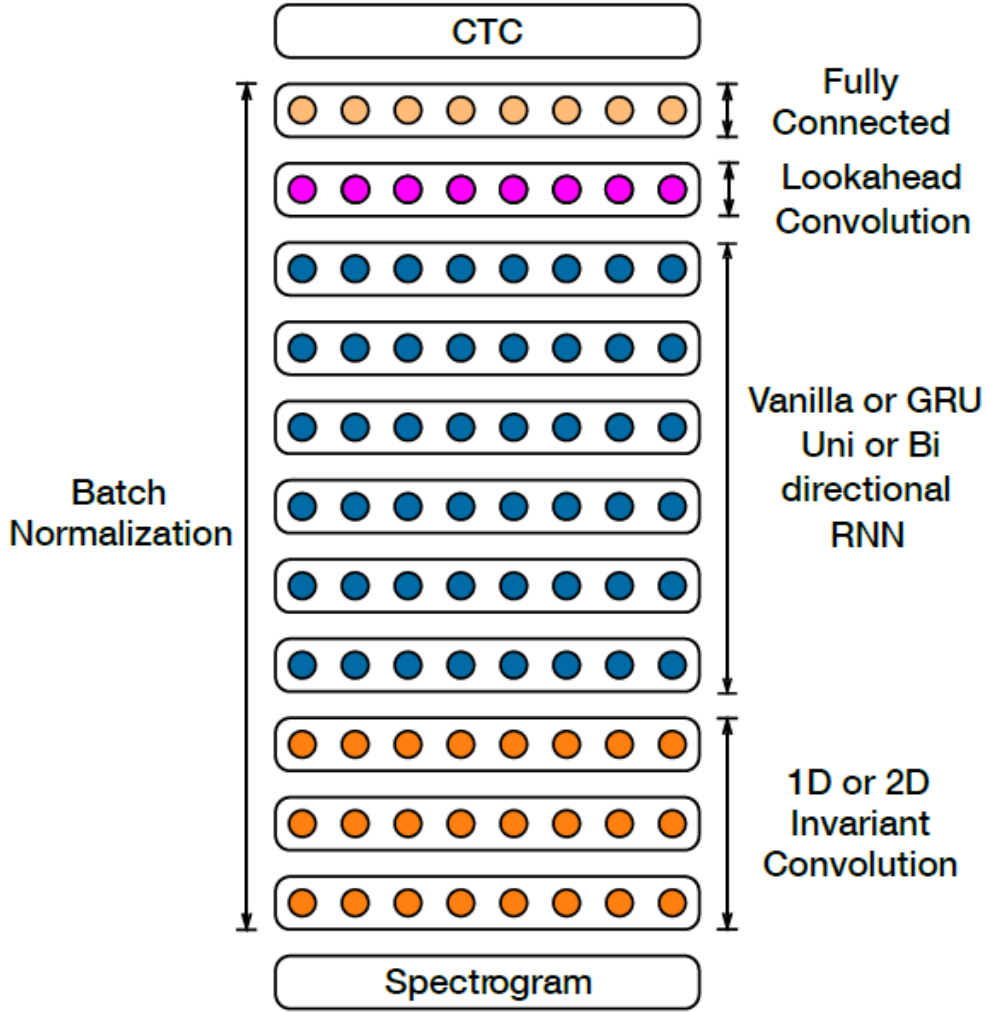 CTC
Fully
Connected
Lookahead
Convolution
Vanilla or GRU
Uni or Bi
directional
RNN
Batch
Normalization
1D or 2D
Invariant
Convolution
Spectrogram